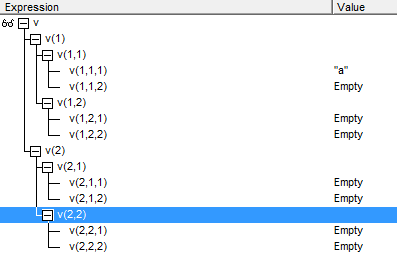 Expression Value
v
v(1)
v(1,1)
v(1,1,1) "a"
v(1,1,2) Empty
v(1,2)
v(1,2,1) Empty
v(1,2,2) Empty
v(2)
v(2,1)
v(2,1,1) Empty
v(2,1,2) Empty
v(2,2)
v(2,2,1) Empty
v(2,2,2) Empty